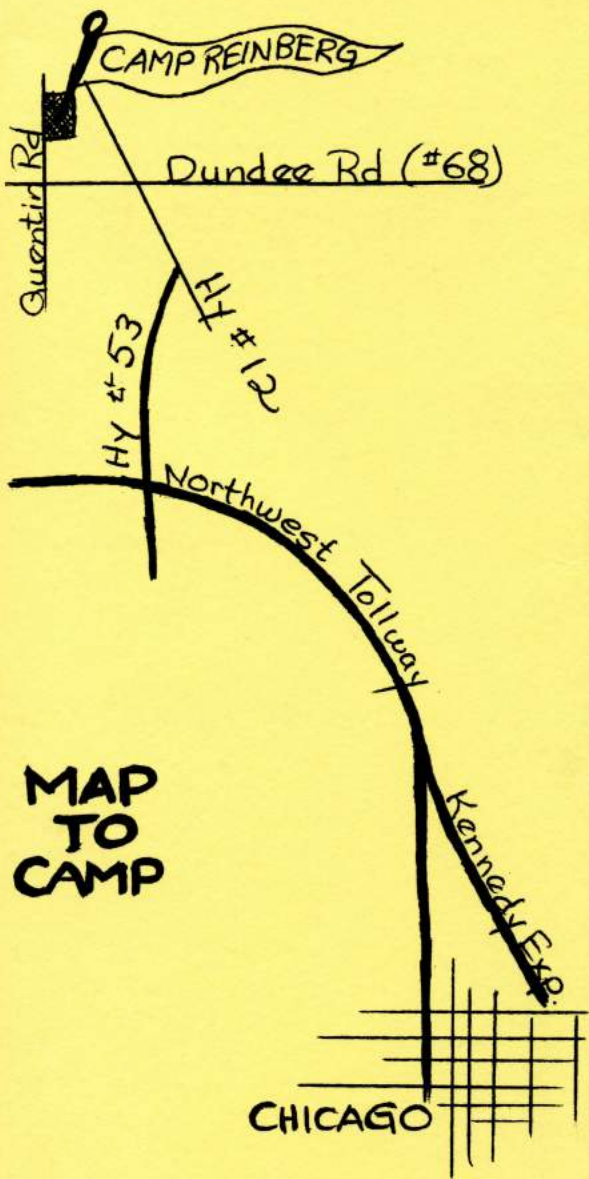 CAMP REINBERG
Quentin Rd
Dundee Rd (#68)
Hy #53
Hy #12
Northwest Tollway
MAP
TO
CAMP
Kennedy Exp.
CHICAGO